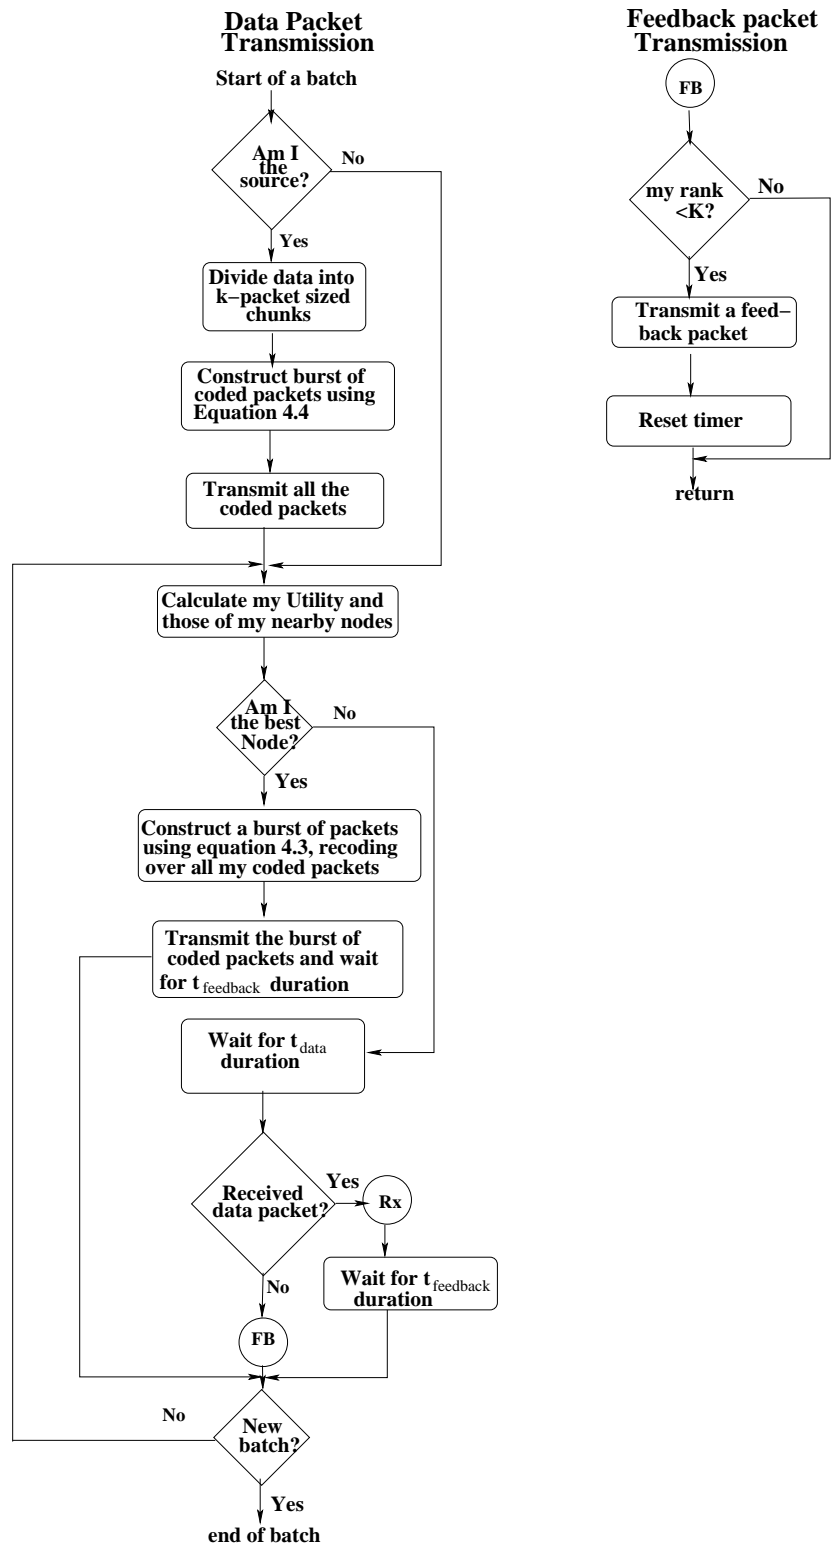 Data Packet
Transmission
Start of a batch
Am I
the
source?
No
Yes
Divide data into
k−packet sized
chunks
Construct burst of
coded packets using
Equation 4.4
Transmit all the
coded packets
Calculate my Utility and
those of my nearby nodes
Am I
the best
Node?
No
Yes
Construct a burst of packets
using equation 4.3, recoding
over all my coded packets
Transmit the burst of
coded packets and wait
for tfeedback duration
Wait for tdata
duration
Received
data packet?
Yes
Rx
No
Wait for tfeedback
duration
FB
New
batch?
No
Yes
end of batch
Feedback packet
Transmission
FB
my rank
<K?
No
Yes
Transmit a feed−
back packet
Reset timer
return